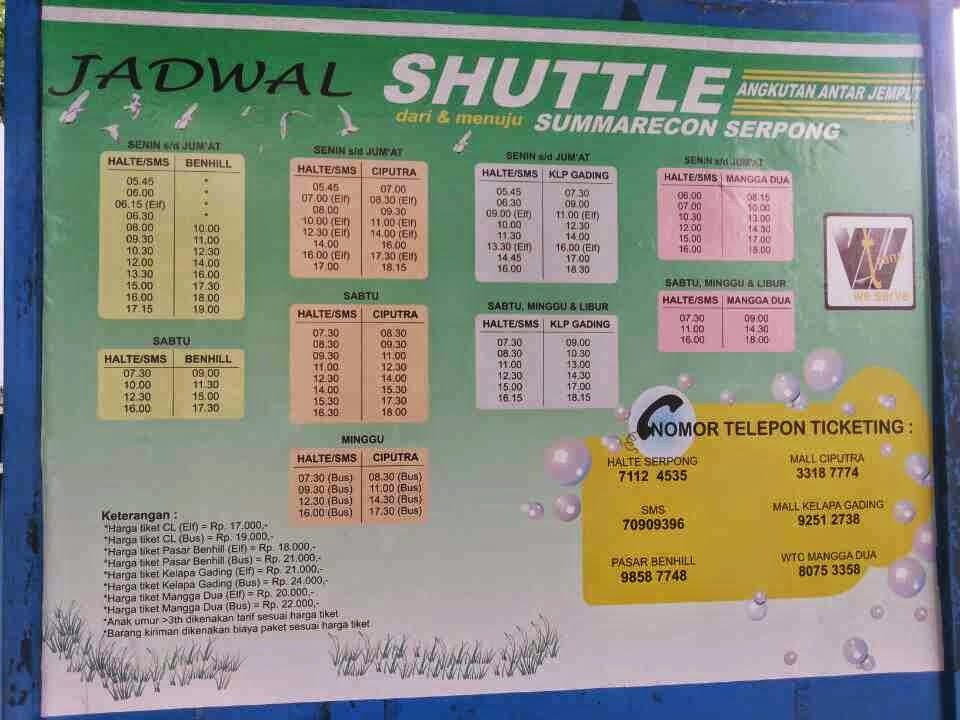 JADWAL SHUTTLE ANGKUTAN ANTAR JEMPUT
dari & menuju SUMMARECON SERPONG
SENIN s/d JUM'AT
HALTE/SMS BENHILL
05.45 *
06.00 *
06.15 (Elf) *
06.30 *
08.00 10.00
09.30 11.00
10.30 12.30
12.00 14.00
13.30 16.00
15.00 17.30
16.00 18.00
17.15 19.00
SABTU
HALTE/SMS BENHILL
07.30 09.00
10.00 11.30
12.30 15.00
16.00 17.30
SENIN s/d JUM'AT
HALTE/SMS CIPUTRA
05.45 07.00
07.00 (Elf) 08.30 (Elf)
08.00 09.30
10.00 (Elf) 11.00 (Elf)
12.30 (Elf) 14.00 (Elf)
14.00 16.00
16.00 (Elf) 17.30 (Elf)
17.00 18.15
SABTU
HALTE/SMS CIPUTRA
07.30 08.30
08.30 09.30
09.30 11.00
11.00 12.30
12.30 14.00
14.00 15.30
15.30 17.30
16.30 18.00
MINGGU
HALTE/SMS CIPUTRA
07.30 (Bus) 08.30 (Bus)
09.30 (Bus) 11.00 (Bus)
12.30 (Bus) 14.30 (Bus)
16.00 (Bus) 17.30 (Bus)
SENIN s/d JUM'AT
HALTE/SMS KLP GADING
05.45 07.30
06.30 09.00
09.00 (Elf) 11.00 (Elf)
10.00 12.30
11.30 14.00
13.30 (Elf) 16.00 (Elf)
14.45 17.00
16.00 18.30
SABTU, MINGGU & LIBUR
HALTE/SMS KLP GADING
07.30 09.00
08.30 10.30
11.00 13.00
12.30 14.30
15.00 17.00
16.15 18.15
SENIN s/d JUM'AT
HALTE/SMS MANGGA DUA
06.00 08.15
07.00 10.00
10.30 13.00
12.00 14.30
15.00 17.00
16.00 18.00
SABTU, MINGGU & LIBUR
HALTE/SMS MANGGA DUA
07.30 09.00
11.00 14.30
16.00 18.00
we serve
NOMOR TELEPON TICKETING :
HALTE SERPONG
7112 4535
MALL CIPUTRA
3318 7774
SMS
70909396
MALL KELAPA GADING
9251 2738
PASAR BENHILL
9858 7748
WTC MANGGA DUA
8075 3358
Keterangan :
*Harga tiket CL (Elf) = Rp. 17.000,-
*Harga tiket CL (Bus) = Rp. 19.000,-
*Harga tiket Pasar Benhill (Elf) = Rp. 18.000,-
*Harga tiket Pasar Benhill (Bus) = Rp. 21.000,-
*Harga tiket Kelapa Gading (Elf) = Rp. 21.000,-
*Harga tiket Kelapa Gading (Bus) = Rp. 24.000,-
*Harga tiket Mangga Dua (Elf) = Rp. 20.000,-
*Harga tiket Mangga Dua (Bus) = Rp. 22.000,-
*Anak umur >3th dikenakan tarif sesuai harga tiket
*Barang kiriman dikenakan biaya paket sesuai harga tiket